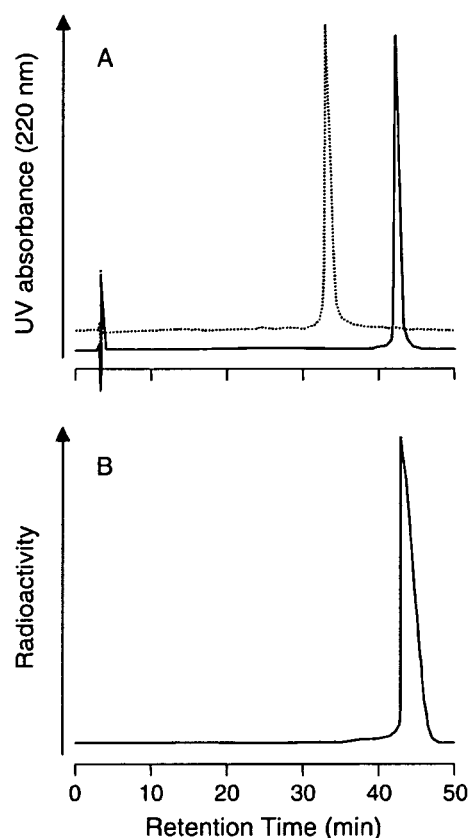 A
UV absorbance (220 nm)
B
Radioactivity
0 10 20 30 40 50
Retention Time (min)